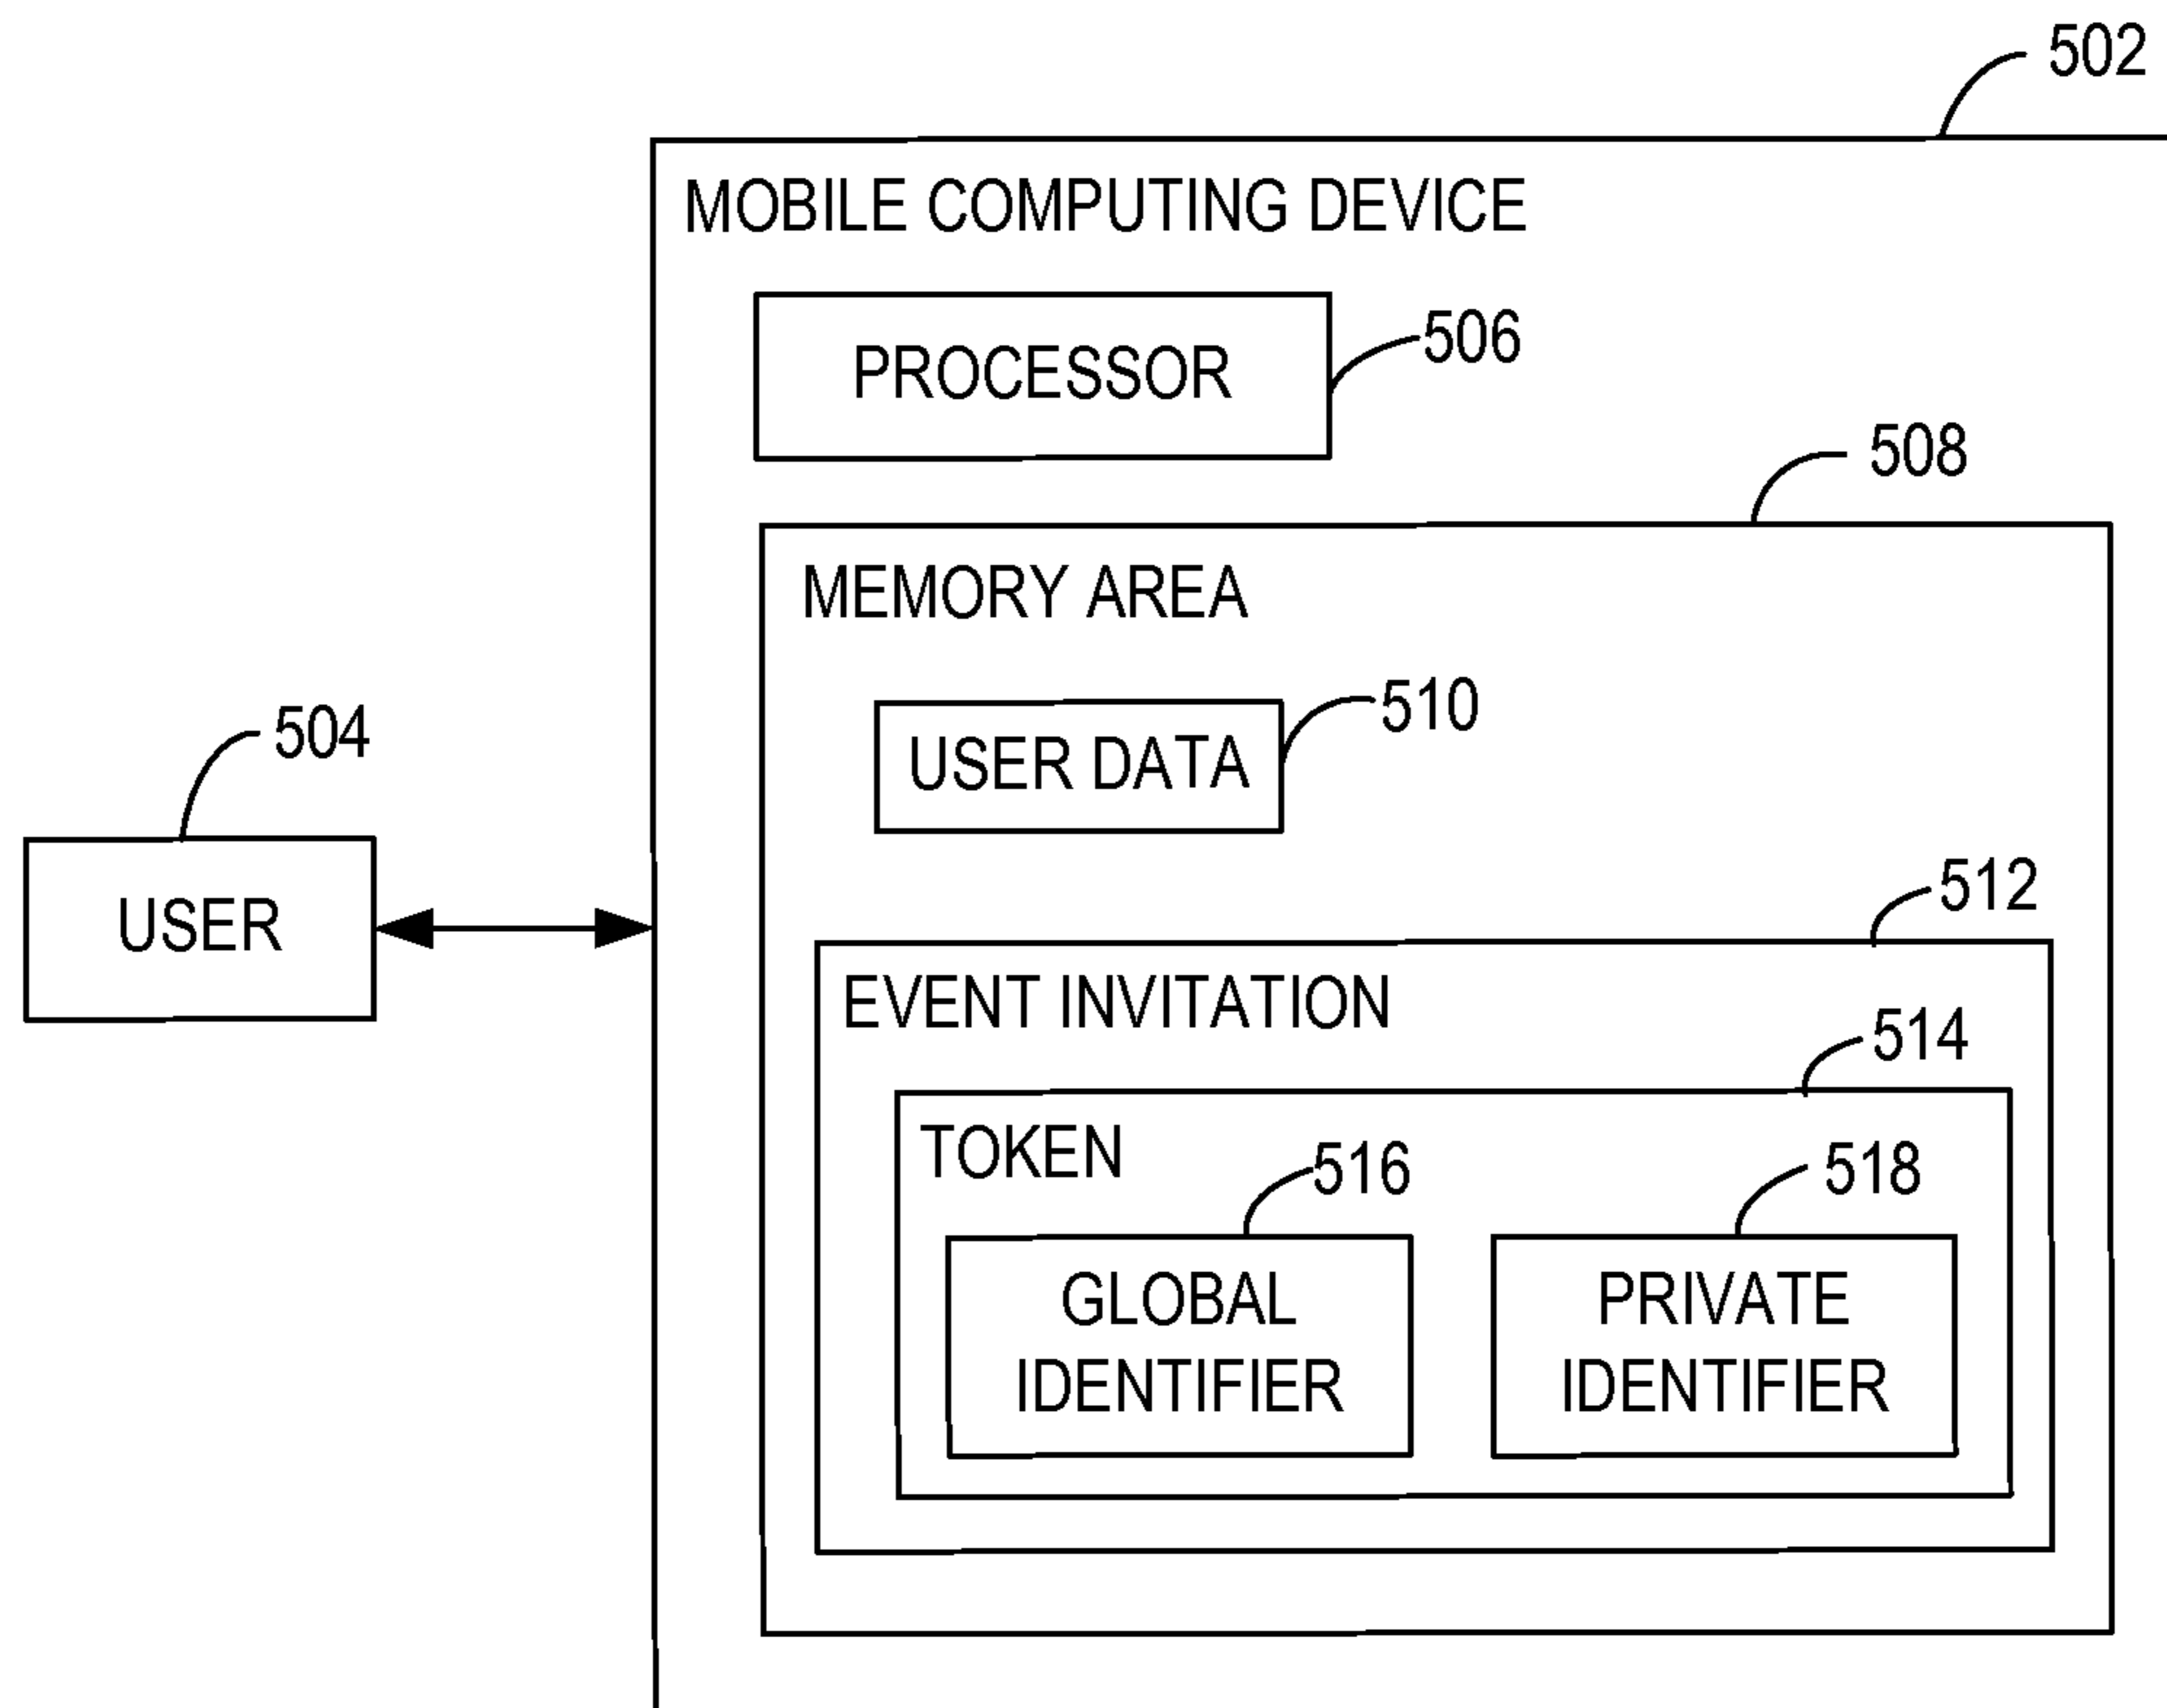 502
MOBILE COMPUTING DEVICE
PROCESSOR
506
508
MEMORY AREA
510
USER DATA
504
USER
512
EVENT INVITATION
514
TOKEN
516
518
GLOBAL
IDENTIFIER
PRIVATE
IDENTIFIER